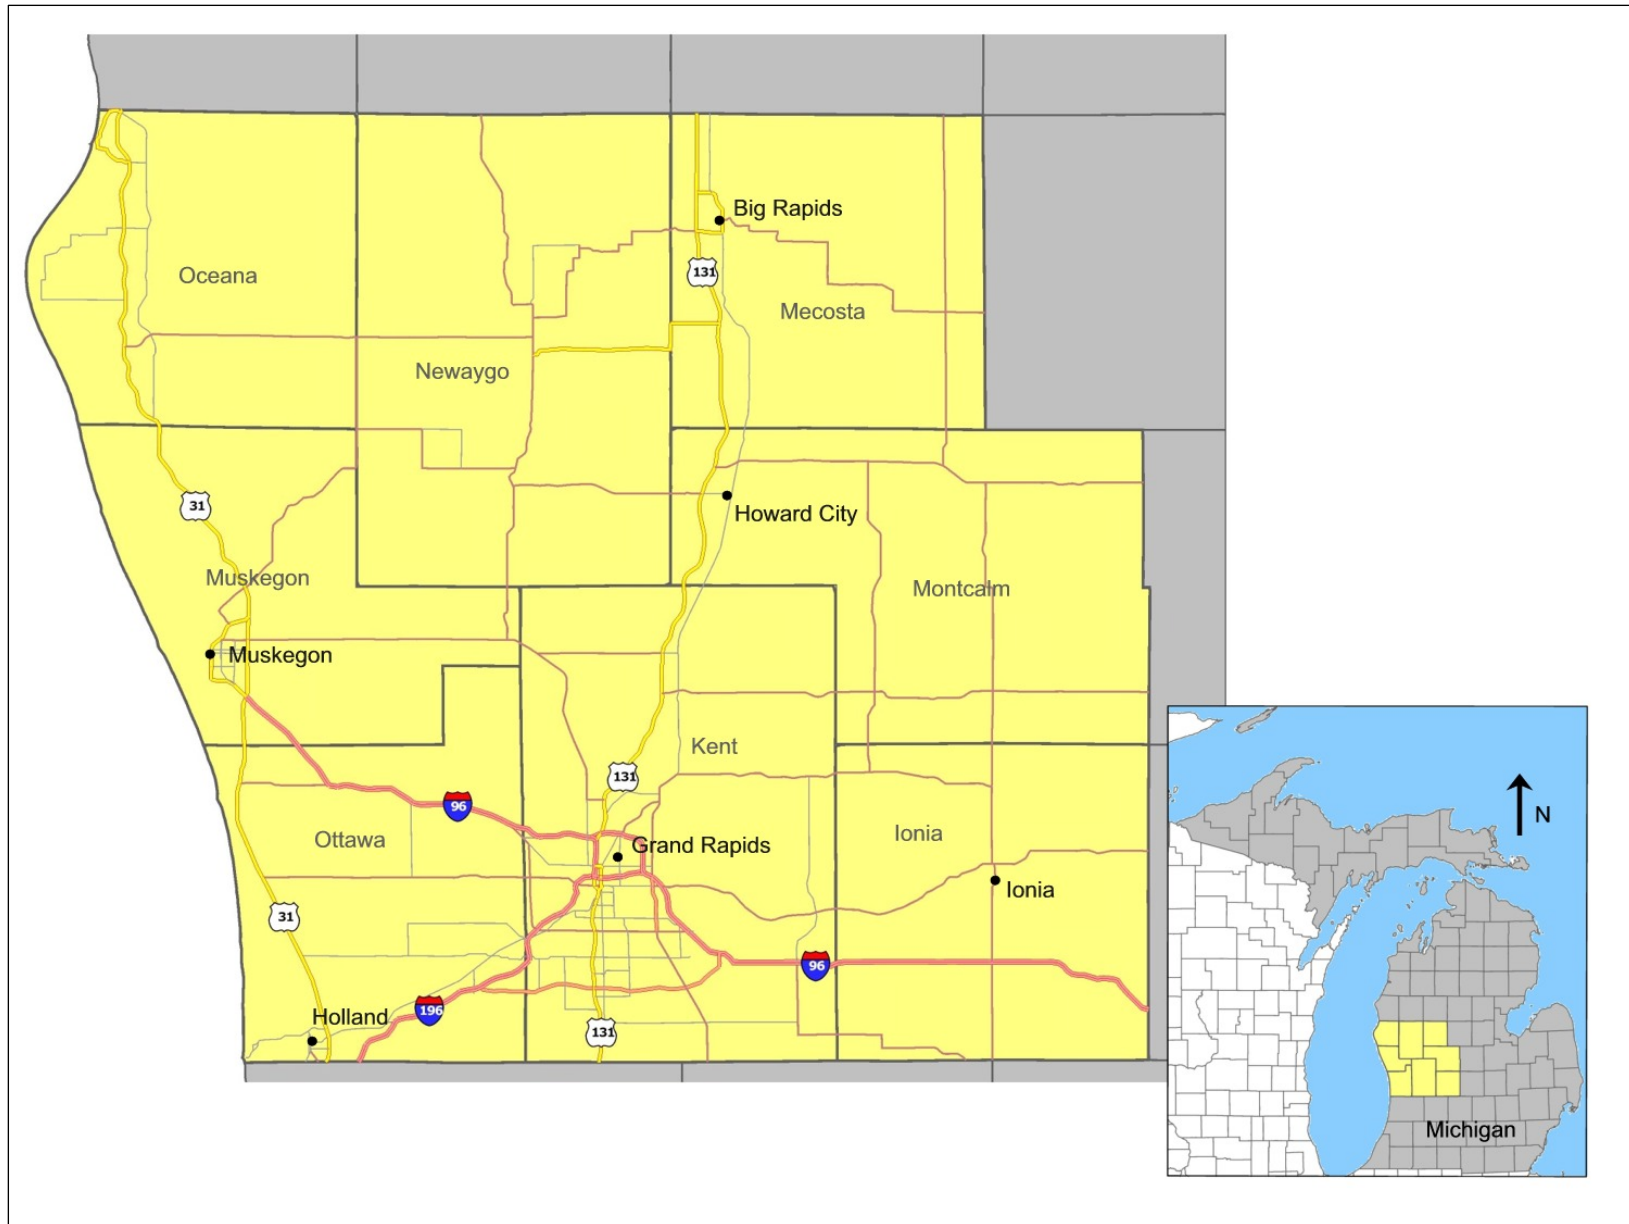 Big Rapids
131
Oceana
Mecosta
Newaygo
31
Howard City
Muskegon
Montcalm
Muskegon
Kent
131
96
Ottawa
Grand Rapids
Ionia
Ionia
31
96
196
Holland
131
N
Michigan